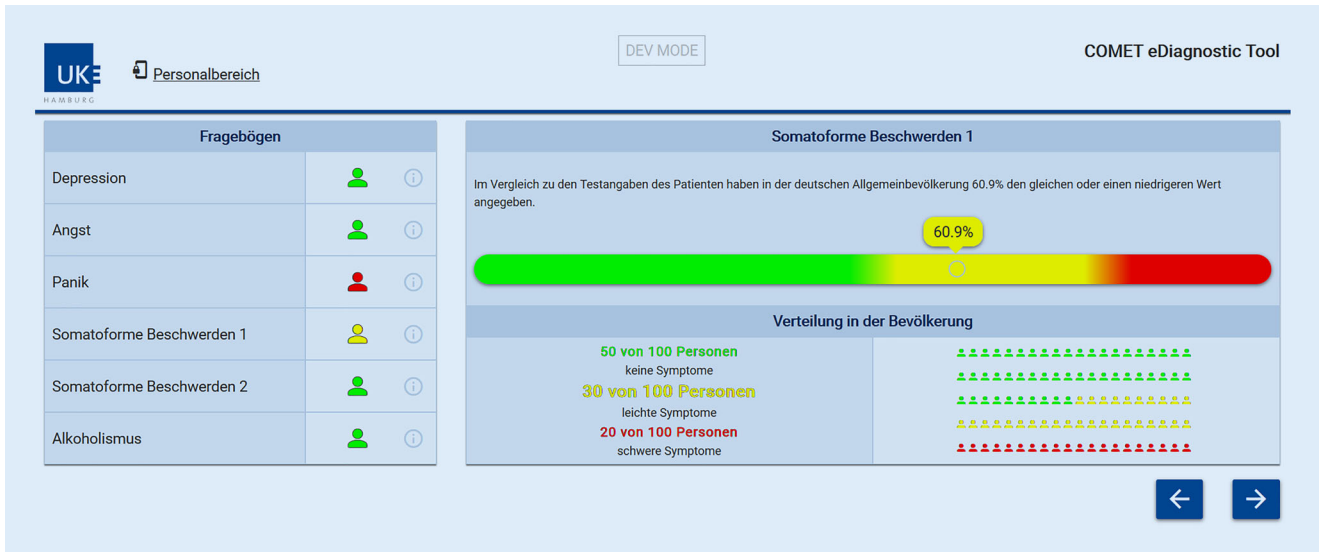 UKE
HAMBURG
Personalbereich
DEV MODE
COMET eDiagnostic Tool
Fragebögen
Depression
Angst
Panik
Somatoforme Beschwerden 1
Somatoforme Beschwerden 2
Alkoholismus
Somatoforme Beschwerden 1
Im Vergleich zu den Testangaben des Patienten haben in der deutschen Allgemeinbevölkerung 60.9% den gleichen oder einen niedrigeren Wert
angegeben.
60.9%
Verteilung in der Bevölkerung
50 von 100 Personen
keine Symptome
30 von 100 Personen
leichte Symptome
20 von 100 Personen
schwere Symptome